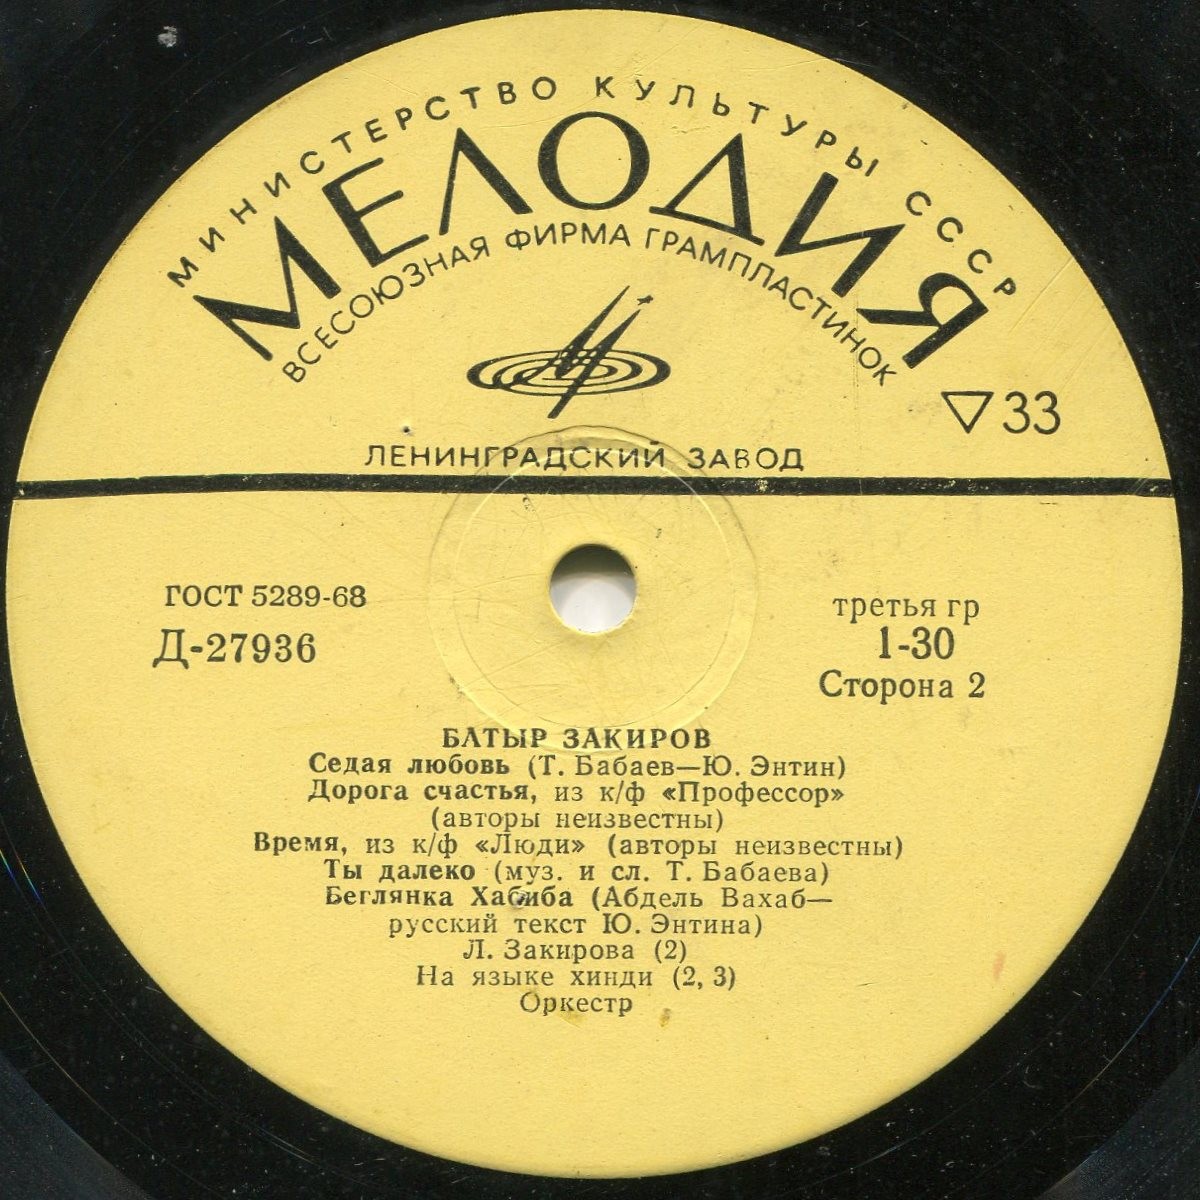 МИНИСТЕРСТВО КУЛЬТУРЫ СССР
МЕЛОДИЯ
ВСЕСОЮЗНАЯ ФИРМА ГРАМПЛАСТИНОК
▽33
ЛЕНИНГРАДСКИЙ ЗАВОД
ГОСТ 5289-68
Д-27936
третья гр
1-30
Сторона 2
БАТЫР ЗАКИРОВ
Седая любовь (Т. Бабаев—Ю. Энтин)
Дорога счастья, из к/ф «Профессор»
(авторы неизвестны)
Время, из к/ф «Люди» (авторы неизвестны)
Ты далеко (муз. и сл. Т. Бабаева)
Беглянка Хабиба (Абдель Вахаб—
русский текст Ю. Энтина)
Л. Закирова (2)
На языке хинди (2, 3)
Оркестр